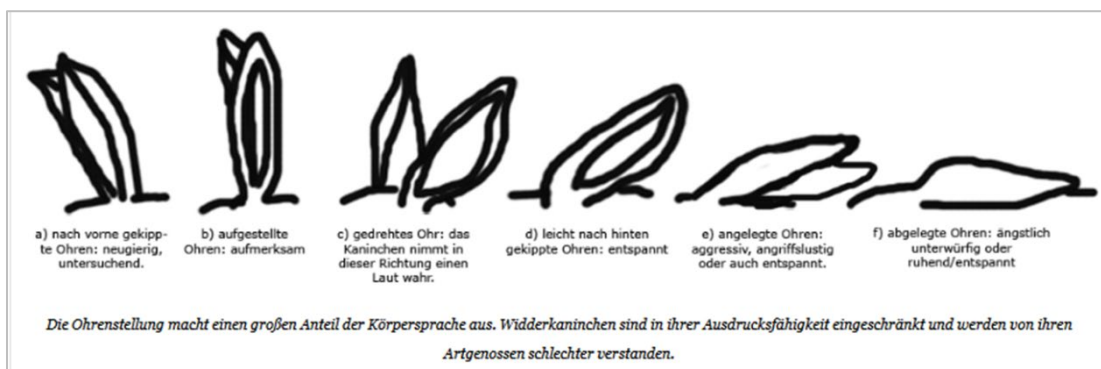 a) nach vorne gekipp-
te Ohren: neugierig,
untersuchend.
b) aufgestellte
Ohren: aufmerksam
c) gedrehtes Ohr: das
Kaninchen nimmt in
dieser Richtung einen
Laut wahr.
d) leicht nach hinten
gekippte Ohren: entspannt
e) angelegte Ohren:
aggressiv, angriffslustig
oder auch entspannt.
f) abgelegte Ohren: ängstlich
unterwürfig oder
ruhend/entspannt
Die Ohrenstellung macht einen großen Anteil der Körpersprache aus. Widderkaninchen sind in ihrer Ausdrucksfähigkeit eingeschränkt und werden von ihren
Artgenossen schlechter verstanden.